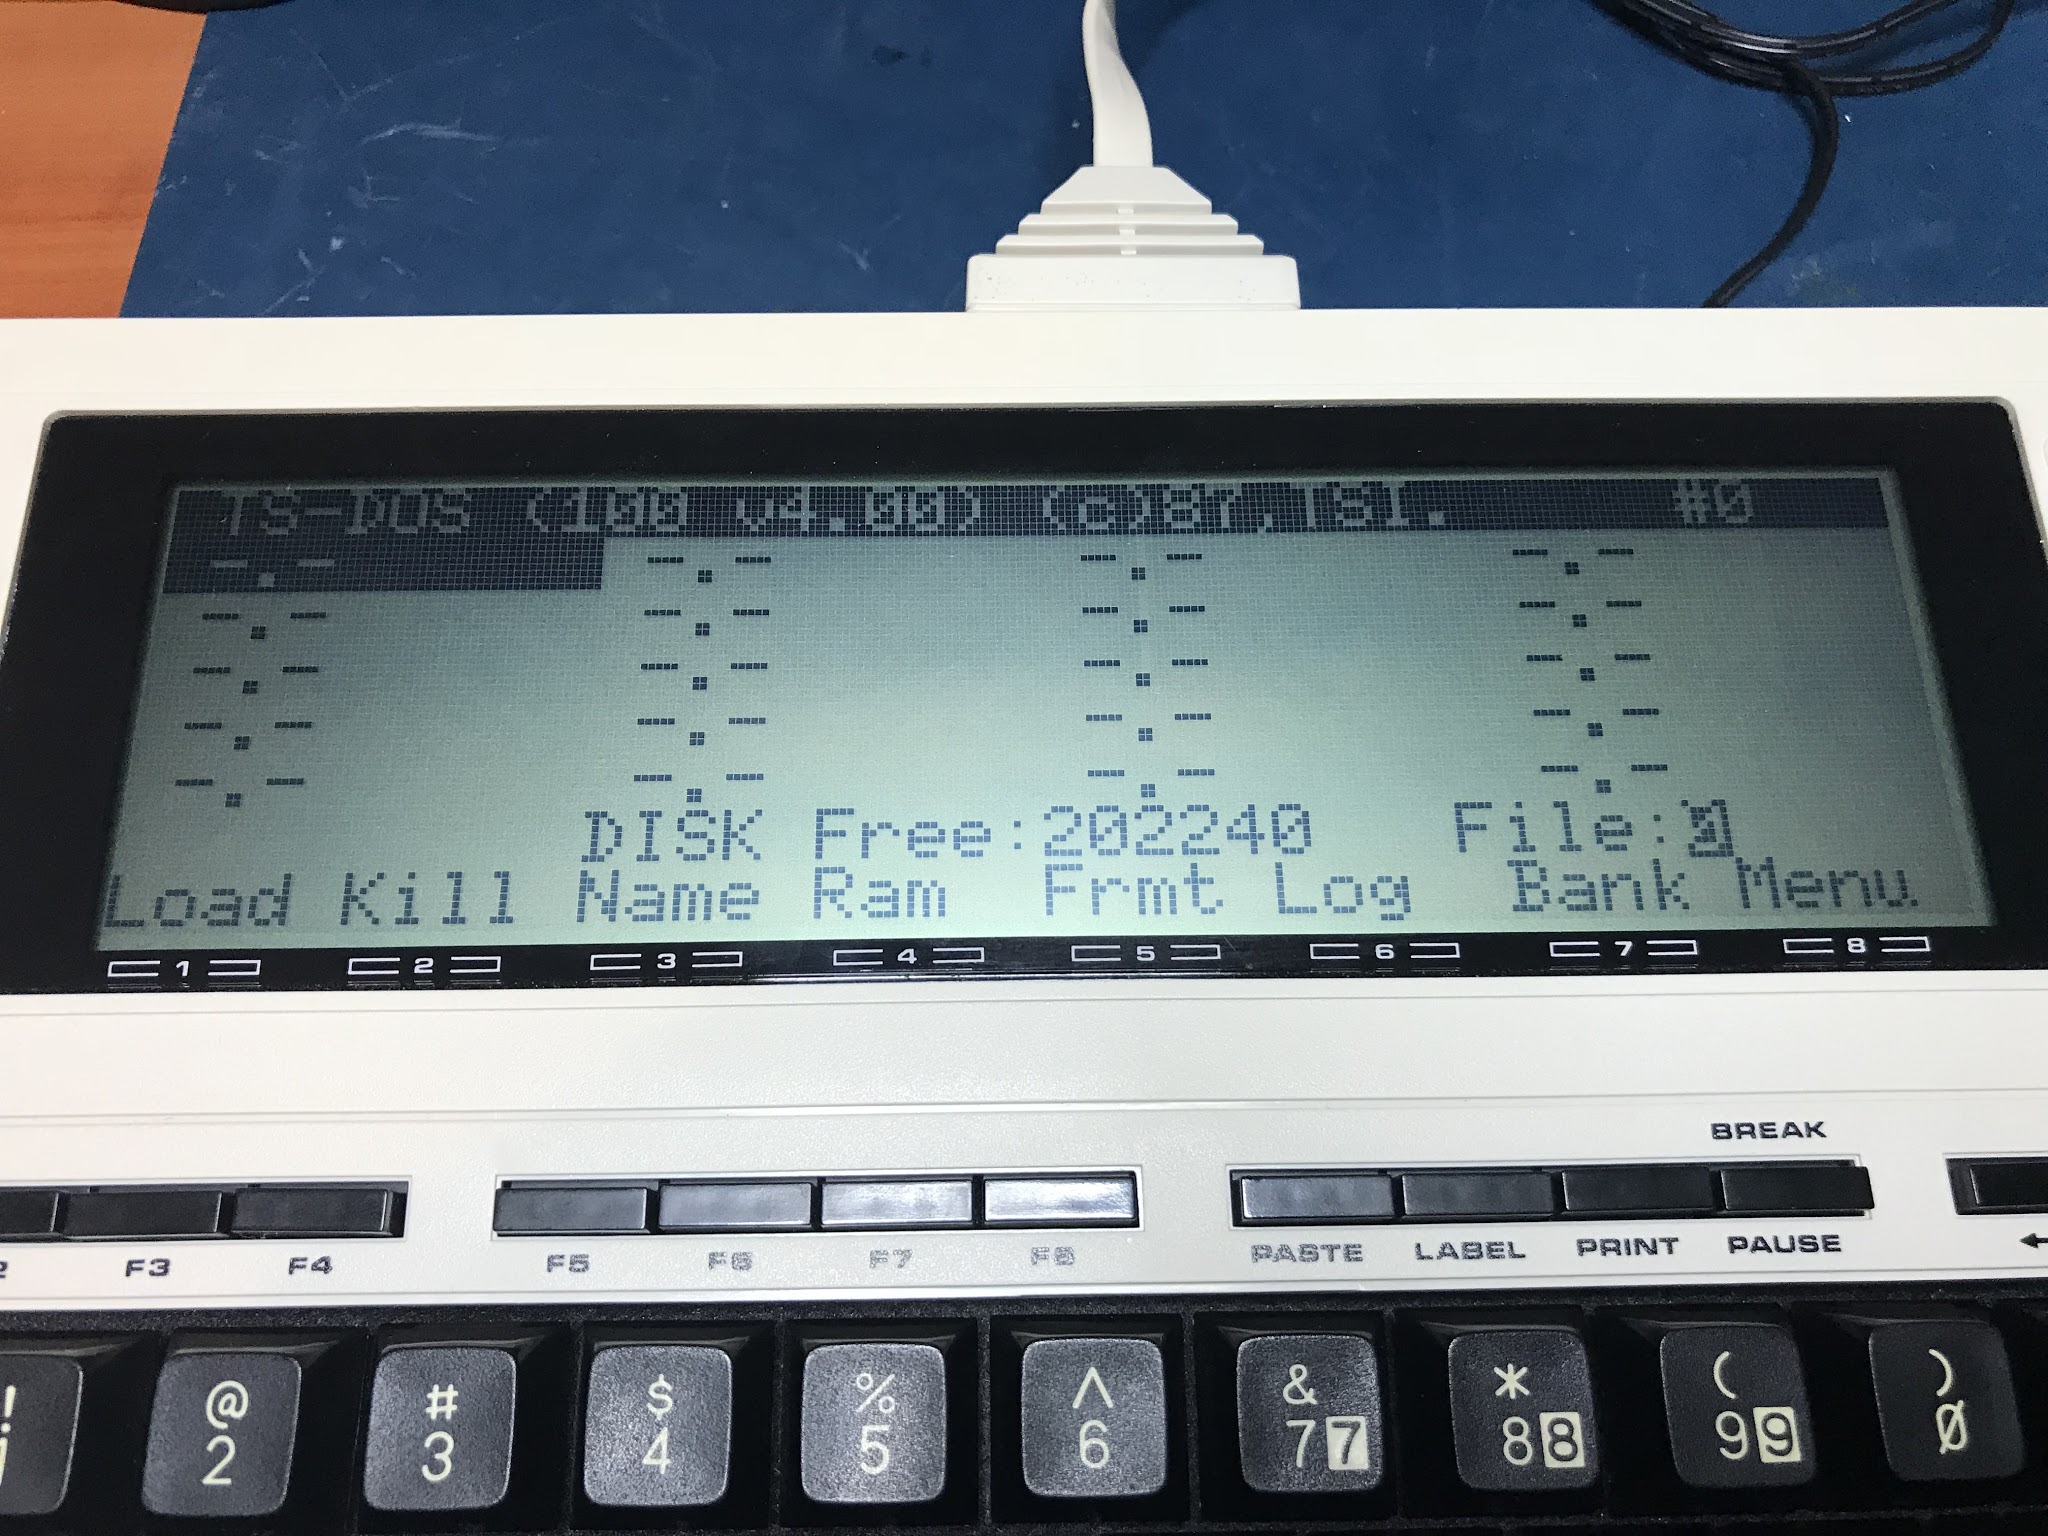 TS-DOS (100 v4.00) (c)87,TSI. #0
-.- -.- -.- -.-
-.- -.- -.- -.-
-.- -.- -.- -.-
-.- -.- -.- -.-
-.- -.- -.- -.-
DISK Free:202240 File:
Load Kill Name Ram Frmt Log Bank Menu
1 2 3 4 5 6 7 8
BREAK
F3 F4 F5 F6 F7 F8 PASTE LABEL PRINT PAUSE ←
! @ # $ % ^ & * ( )
2 3 4 5 6 7 7 8 8 9 9 0